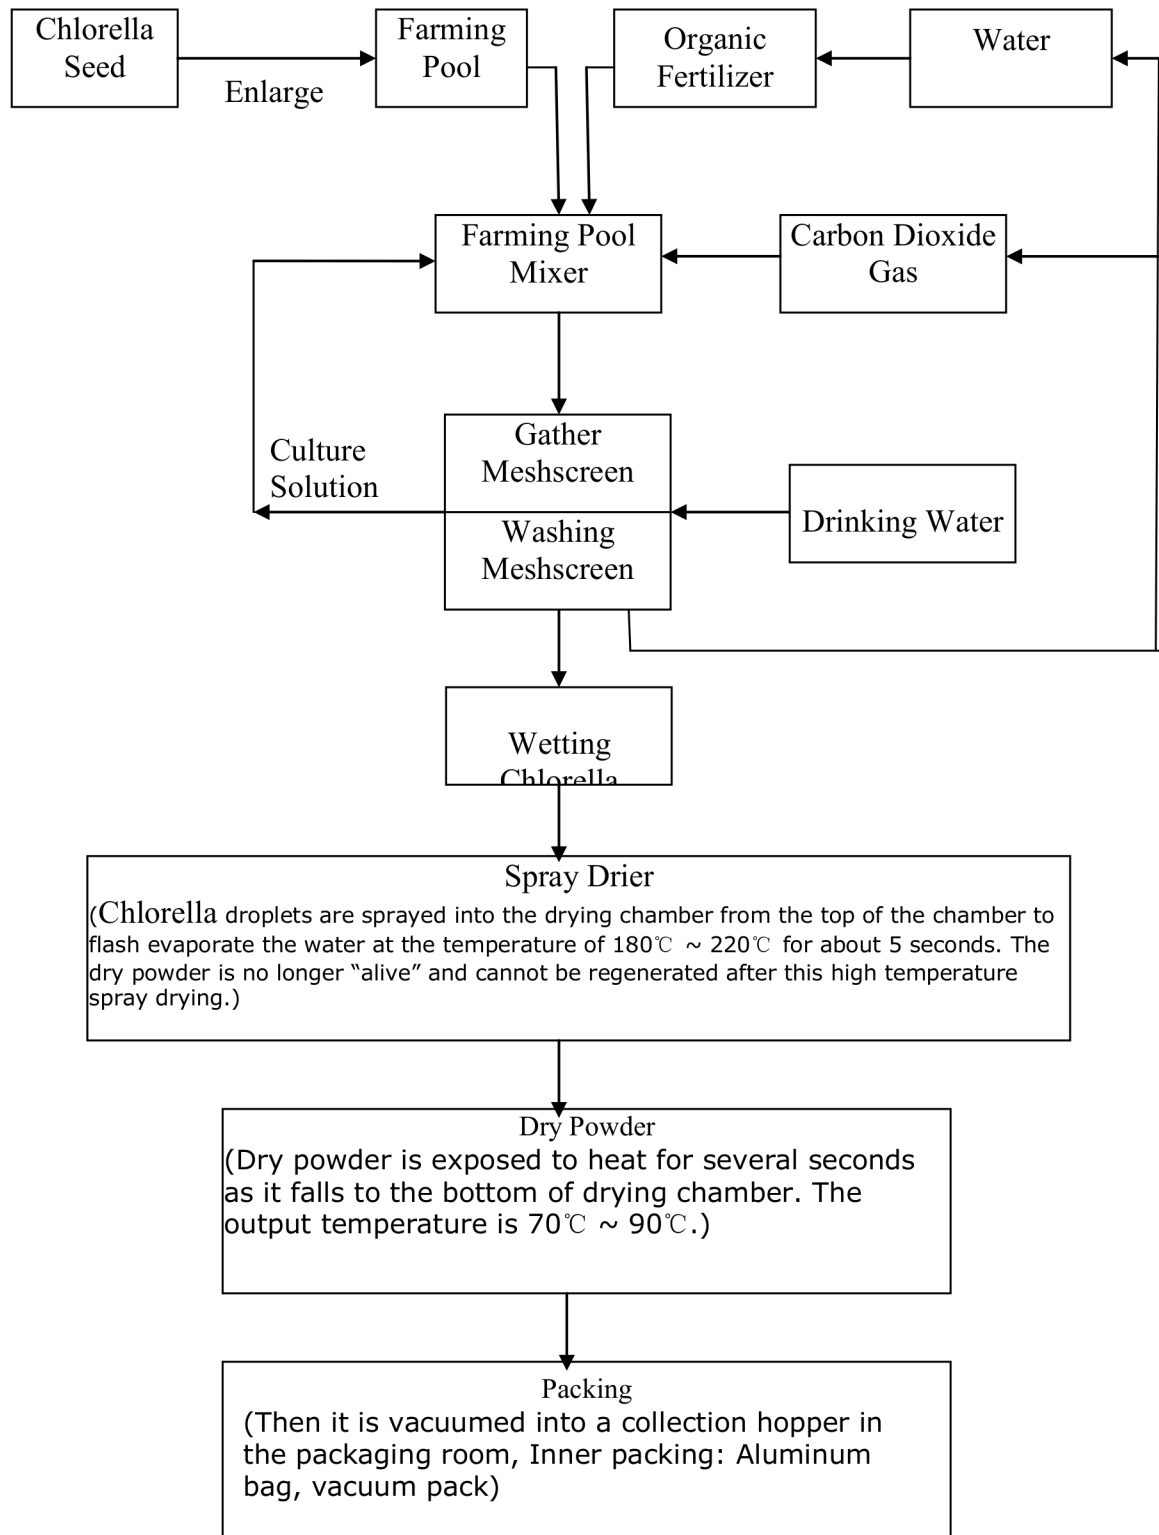 Chlorella
Seed
Enlarge
Farming
Pool
Organic
Fertilizer
Water
Farming Pool
Mixer
Carbon Dioxide
Gas
Culture
Solution
Gather
Meshscreen
Washing
Meshscreen
Drinking Water
Wetting
Chlorella
Spray Drier
(Chlorella droplets are sprayed into the drying chamber from the top of the chamber to
flash evaporate the water at the temperature of 180℃ ~ 220℃ for about 5 seconds. The
dry powder is no longer “alive” and cannot be regenerated after this high temperature
spray drying.)
Dry Powder
(Dry powder is exposed to heat for several seconds
as it falls to the bottom of drying chamber. The
output temperature is 70℃ ~ 90℃.)
Packing
(Then it is vacuumed into a collection hopper in
the packaging room, Inner packing: Aluminum
bag, vacuum pack)